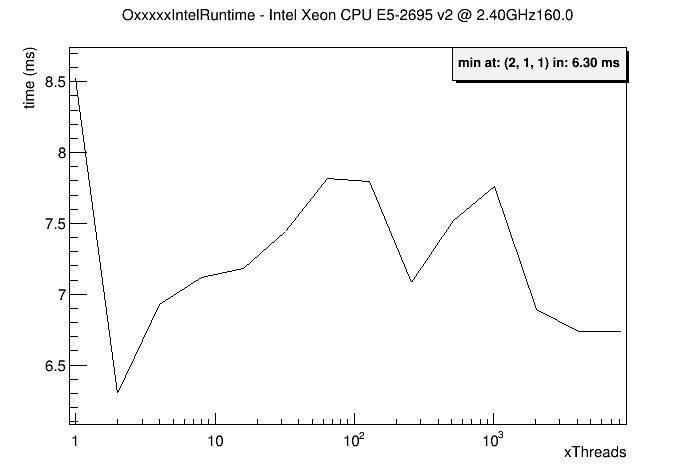 OxxxxxIntelRuntime - Intel Xeon CPU E5-2695 v2 @ 2.40GHz160.0
time (ms)
min at: (2, 1, 1) in: 6.30 ms
8.5
8
7.5
7
6.5
1 10 10² 10³
xThreads